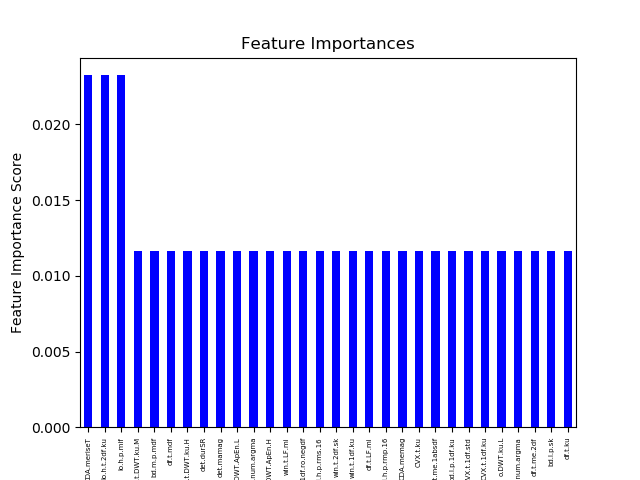 Feature Importances
Feature Importance Score
0.020
0.015
0.010
0.005
0.000
DA.meriseT
lo.h.t.2df.ku
lo.h.p.mif
t.DWT.ku.M
bd.m.p.mdf
df.t.mdf
t.DWT.ku.H
det.durSR
det.mamag
DWT.ApEn.L
num.argma
DWT.ApEn.H
win.t.LF.mi
1df.ro.negdf
.h.p.rms.16
win.t.2df.sk
win.t.1df.ku
df.t.LF.mi
.h.p.rmp.16
CDA.memag
CVX.t.ku
t.me.1absdf
bd.l.p.1df.ku
VX.t.1df.std
CVX.t.1df.ku
o.DWT.ku.L
num.argma
df.t.me.2df
bd.l.p.sk
df.t.ku